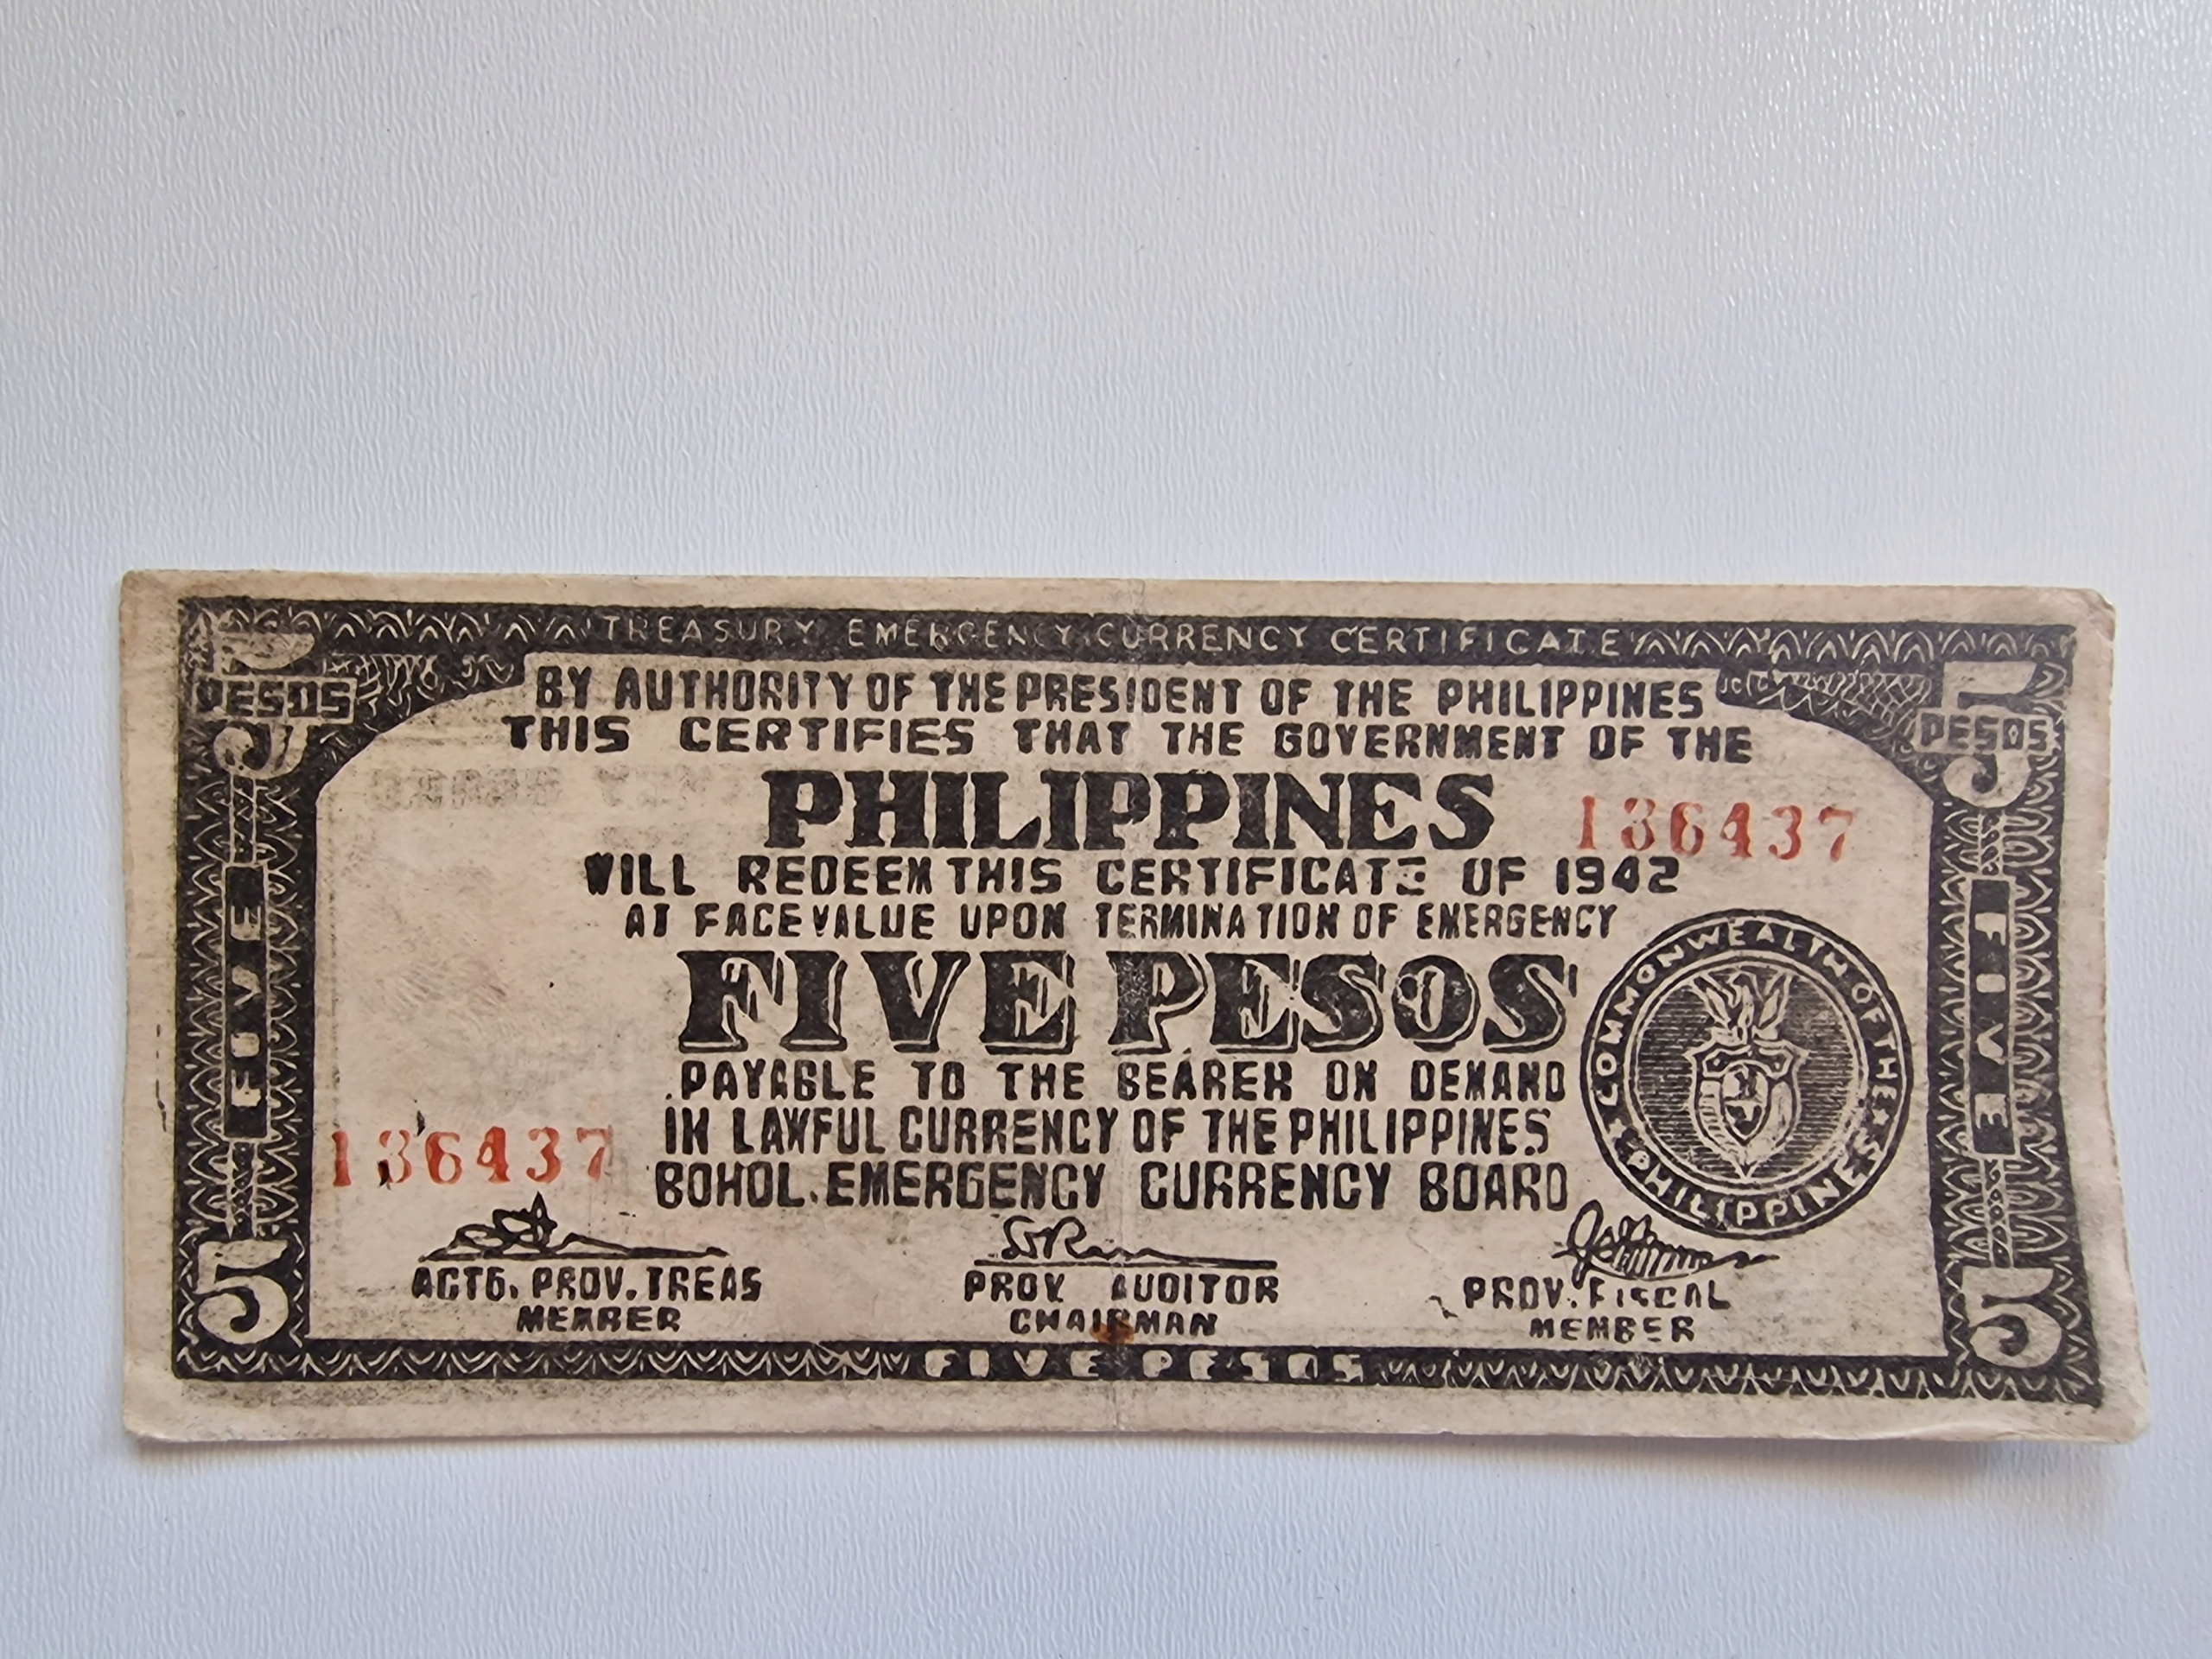 TREASURY EMERGENCY CURRENCY CERTIFICATE
5 PESOS
5 PESOS
BY AUTHORITY OF THE PRESIDENT OF THE PHILIPPINES
THIS CERTIFIES THAT THE GOVERNMENT OF THE
PHILIPPINES
136437
WILL REDEEM THIS CERTIFICATE OF 1942
AT FACE VALUE UPON TERMINATION OF EMERGENCY
FIVE PESOS
FIVE
FIVE
COMMONWEALTH OF THE PHILIPPINES
PAYABLE TO THE BEARER ON DEMAND
IN LAWFUL CURRENCY OF THE PHILIPPINES
136437
BOHOL EMERGENCY CURRENCY BOARD
ACTG. PROV. TREAS
MEMBER
PROV. AUDITOR
CHAIRMAN
PROV. FISCAL
MEMBER
5
5
FIVE PESOS